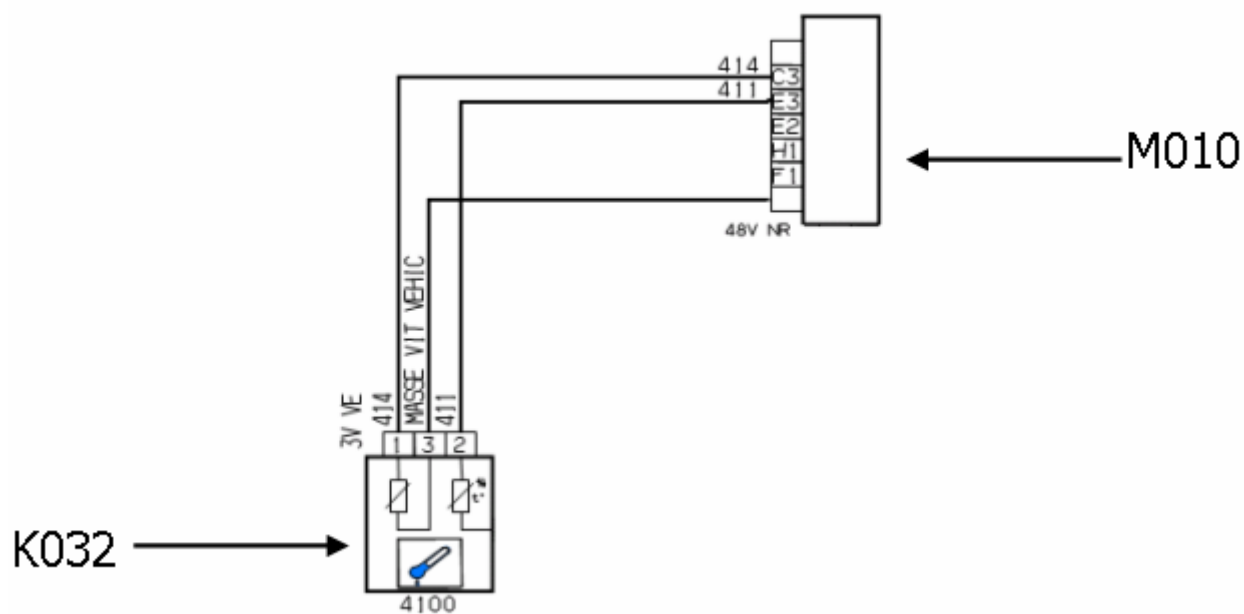 414
C3
411
E3
E2
H1
F1
M010
48V NR
3V VE
414
MASSE VIT VEHIC
411
1
3
2
t°
K032
4100